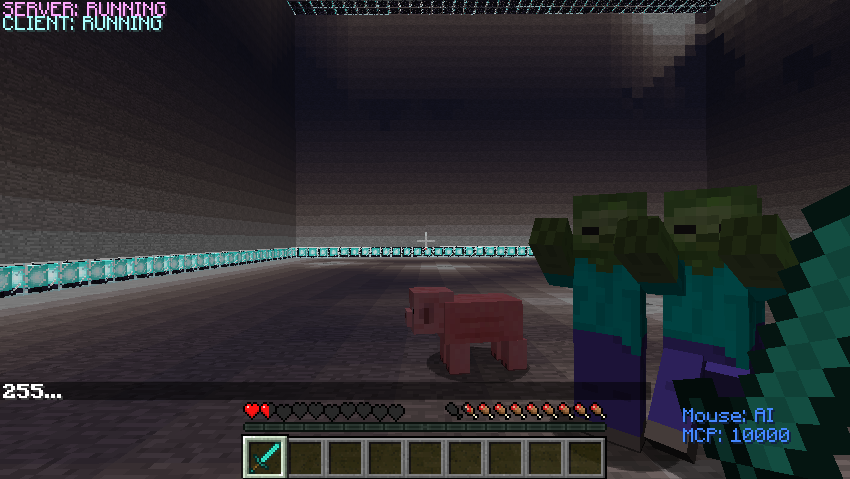 SERVER: RUNNING
CLIENT: RUNNING
255...
Mouse: AI
MCP: 10000